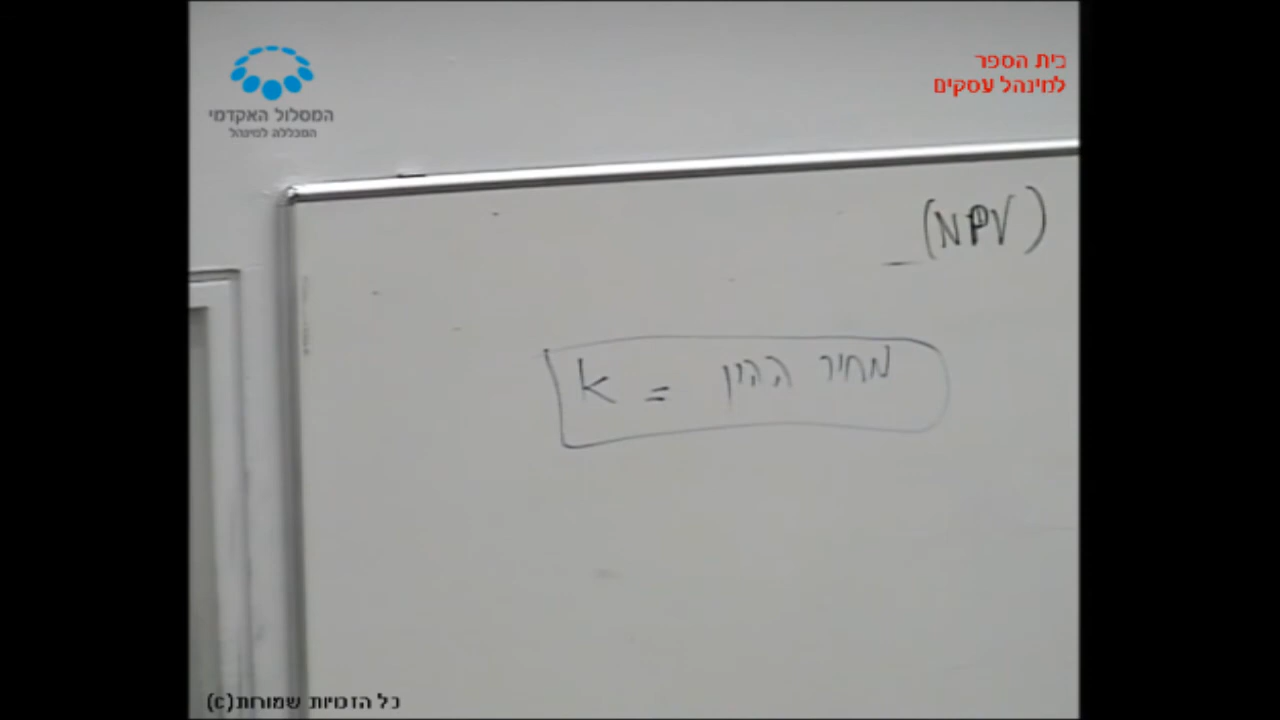 בית הספר
למינהל עסקים
המסלול האקדמי
המכללה למינהל
(NPV)
K = מחיר ההון
כל הזכויות שמורות(c)